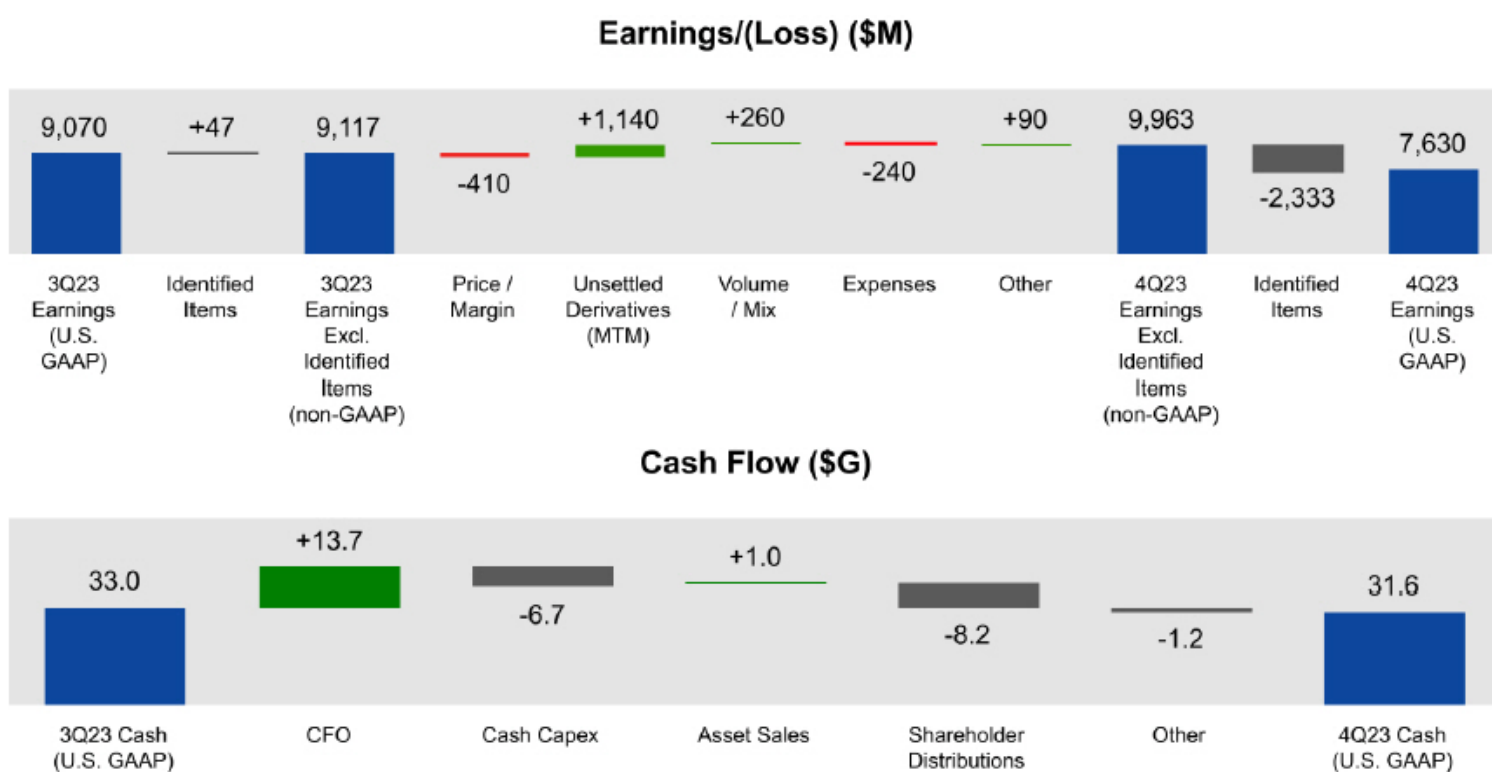 Earnings/(Loss) ($M)
9,070
+47
9,117
-410
+1,140
+260
-240
+90
9,963
-2,333
7,630
3Q23
Earnings
(U.S.
GAAP)
Identified
Items
3Q23
Earnings
Excl.
Identified
Items
(non-GAAP)
Price /
Margin
Unsettled
Derivatives
(MTM)
Volume
/ Mix
Expenses
Other
4Q23
Earnings
Excl.
Identified
Items
(non-GAAP)
Identified
Items
4Q23
Earnings
(U.S.
GAAP)
Cash Flow ($G)
33.0
+13.7
-6.7
+1.0
-8.2
-1.2
31.6
3Q23 Cash
(U.S. GAAP)
CFO
Cash Capex
Asset Sales
Shareholder
Distributions
Other
4Q23 Cash
(U.S. GAAP)